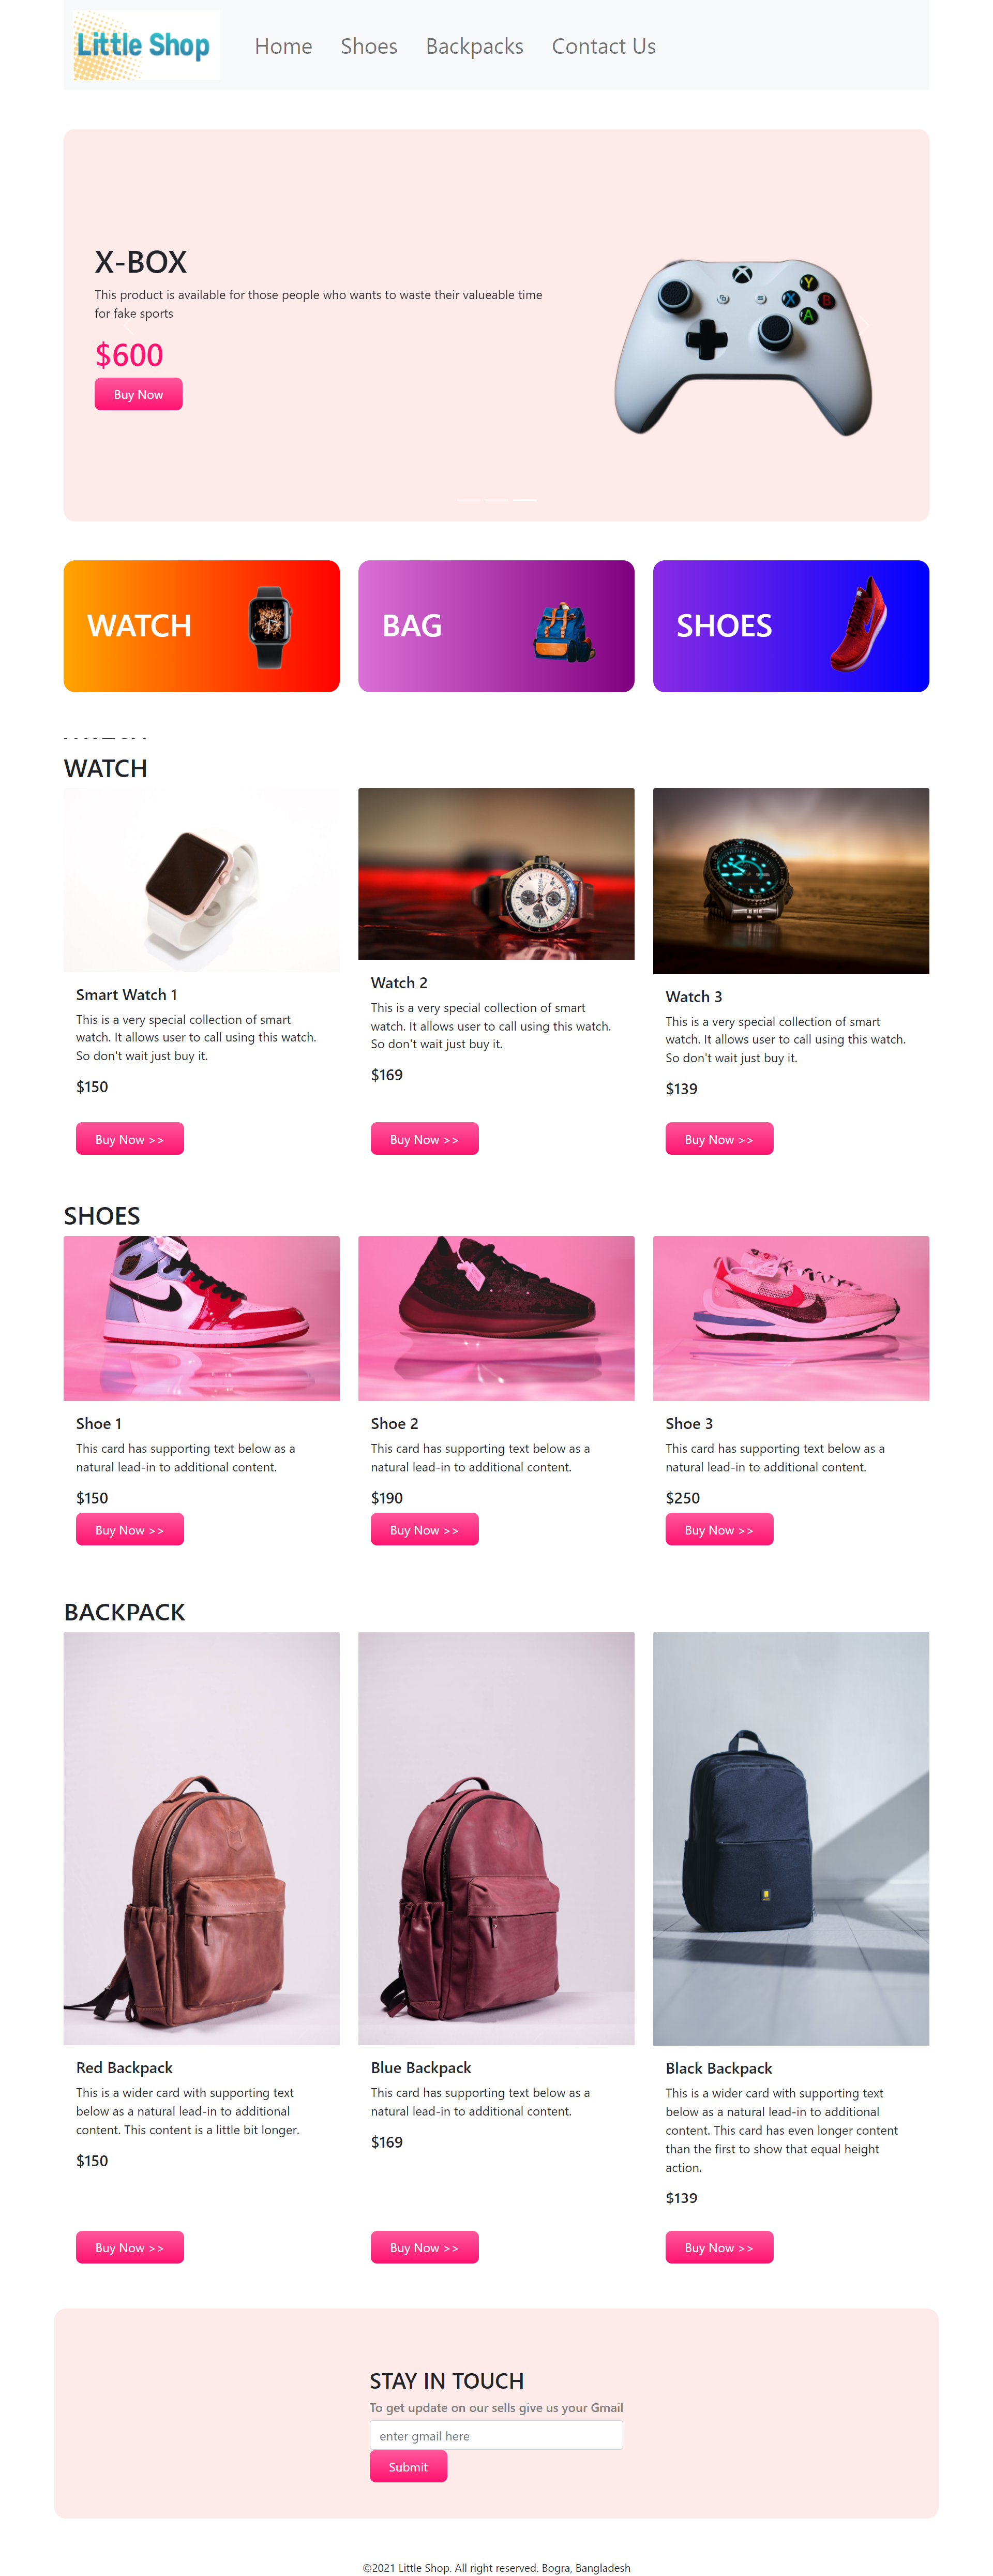 Little Shop
Home Shoes Backpacks Contact Us
X-BOX
This product is available for those people who wants to waste their valueable time
for fake sports
$600
Buy Now
Y
X B
A
WATCH
BAG
SHOES
WATCH
Smart Watch 1
This is a very special collection of smart
watch. It allows user to call using this watch.
So don't wait just buy it.
$150
Buy Now >>
Watch 2
This is a very special collection of smart
watch. It allows user to call using this watch.
So don't wait just buy it.
$169
Buy Now >>
Watch 3
This is a very special collection of smart
watch. It allows user to call using this watch.
So don't wait just buy it.
$139
Buy Now >>
SHOES
Shoe 1
This card has supporting text below as a
natural lead-in to additional content.
$150
Buy Now >>
Shoe 2
This card has supporting text below as a
natural lead-in to additional content.
$190
Buy Now >>
Shoe 3
This card has supporting text below as a
natural lead-in to additional content.
$250
Buy Now >>
BACKPACK
Red Backpack
This is a wider card with supporting text
below as a natural lead-in to additional
content. This content is a little bit longer.
$150
Buy Now >>
Blue Backpack
This card has supporting text below as a
natural lead-in to additional content.
$169
Buy Now >>
Black Backpack
This is a wider card with supporting text
below as a natural lead-in to additional
content. This card has even longer content
than the first to show that equal height
action.
$139
Buy Now >>
STAY IN TOUCH
To get update on our sells give us your Gmail
enter gmail here
Submit
©2021 Little Shop. All right reserved. Bogra, Bangladesh